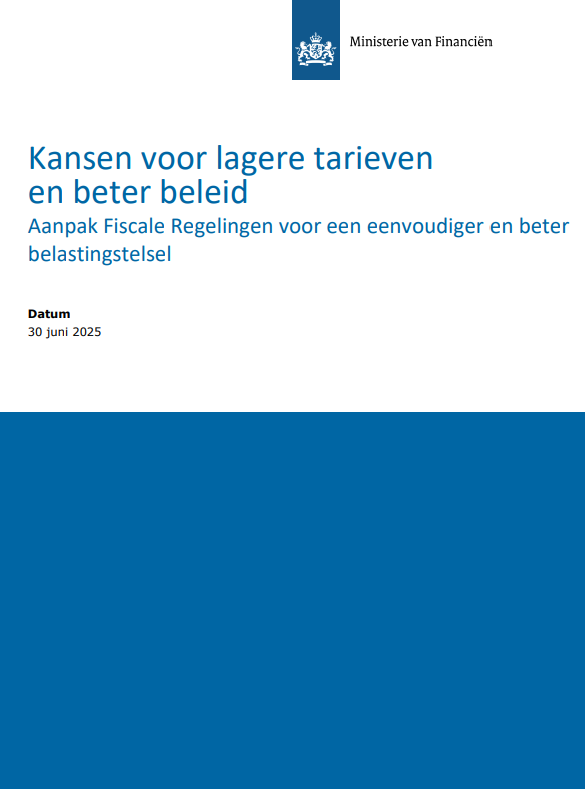 Ministerie van Financiën
Kansen voor lagere tarieven
en beter beleid
Aanpak Fiscale Regelingen voor een eenvoudiger en beter
belastingstelsel
Datum
30 juni 2025